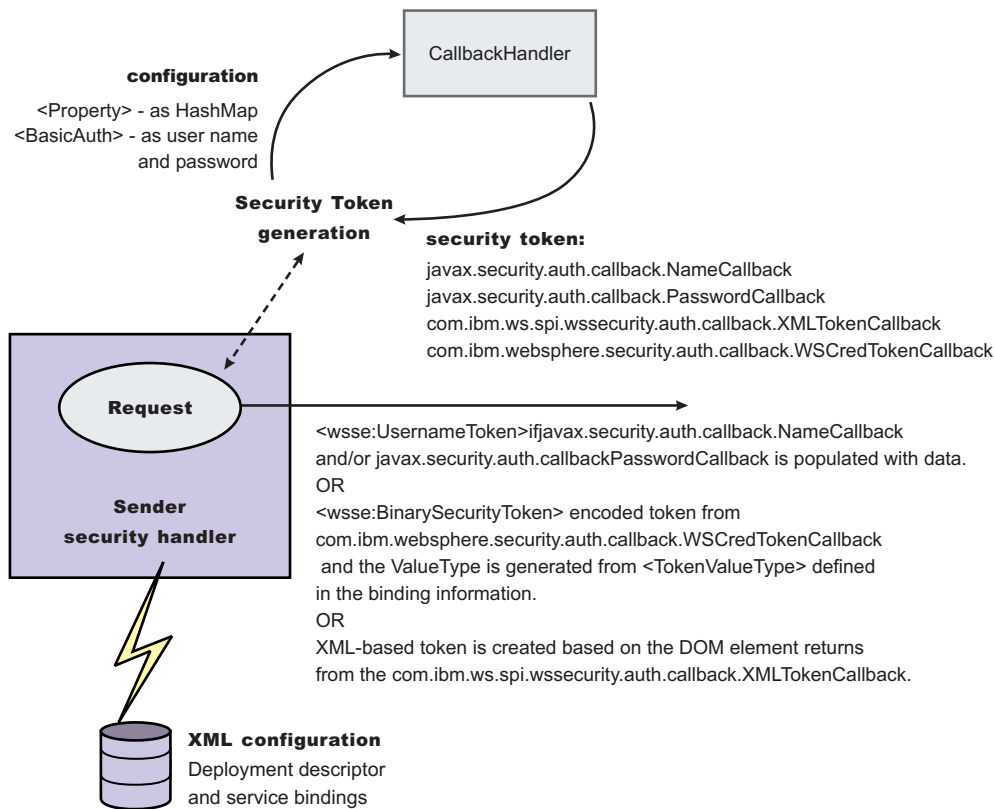 CallbackHandler
configuration
<Property> - as HashMap
<BasicAuth> - as user name
and password
Security Token
generation
security token:
javax.security.auth.callback.NameCallback
javax.security.auth.callback.PasswordCallback
com.ibm.ws.spi.wssecurity.auth.callback.XMLTokenCallback
com.ibm.websphere.security.auth.callback.WSCredTokenCallback
Request
Sender
security handler
<wsse:UsernameToken>ifjavax.security.auth.callback.NameCallback
and/or javax.security.auth.callbackPasswordCallback is populated with data.
OR
<wsse:BinarySecurityToken> encoded token from
com.ibm.websphere.security.auth.callback.WSCredTokenCallback
and the ValueType is generated from <TokenValueType> defined
in the binding information.
OR
XML-based token is created based on the DOM element returns
from the com.ibm.ws.spi.wssecurity.auth.callback.XMLTokenCallback.
XML configuration
Deployment descriptor
and service bindings